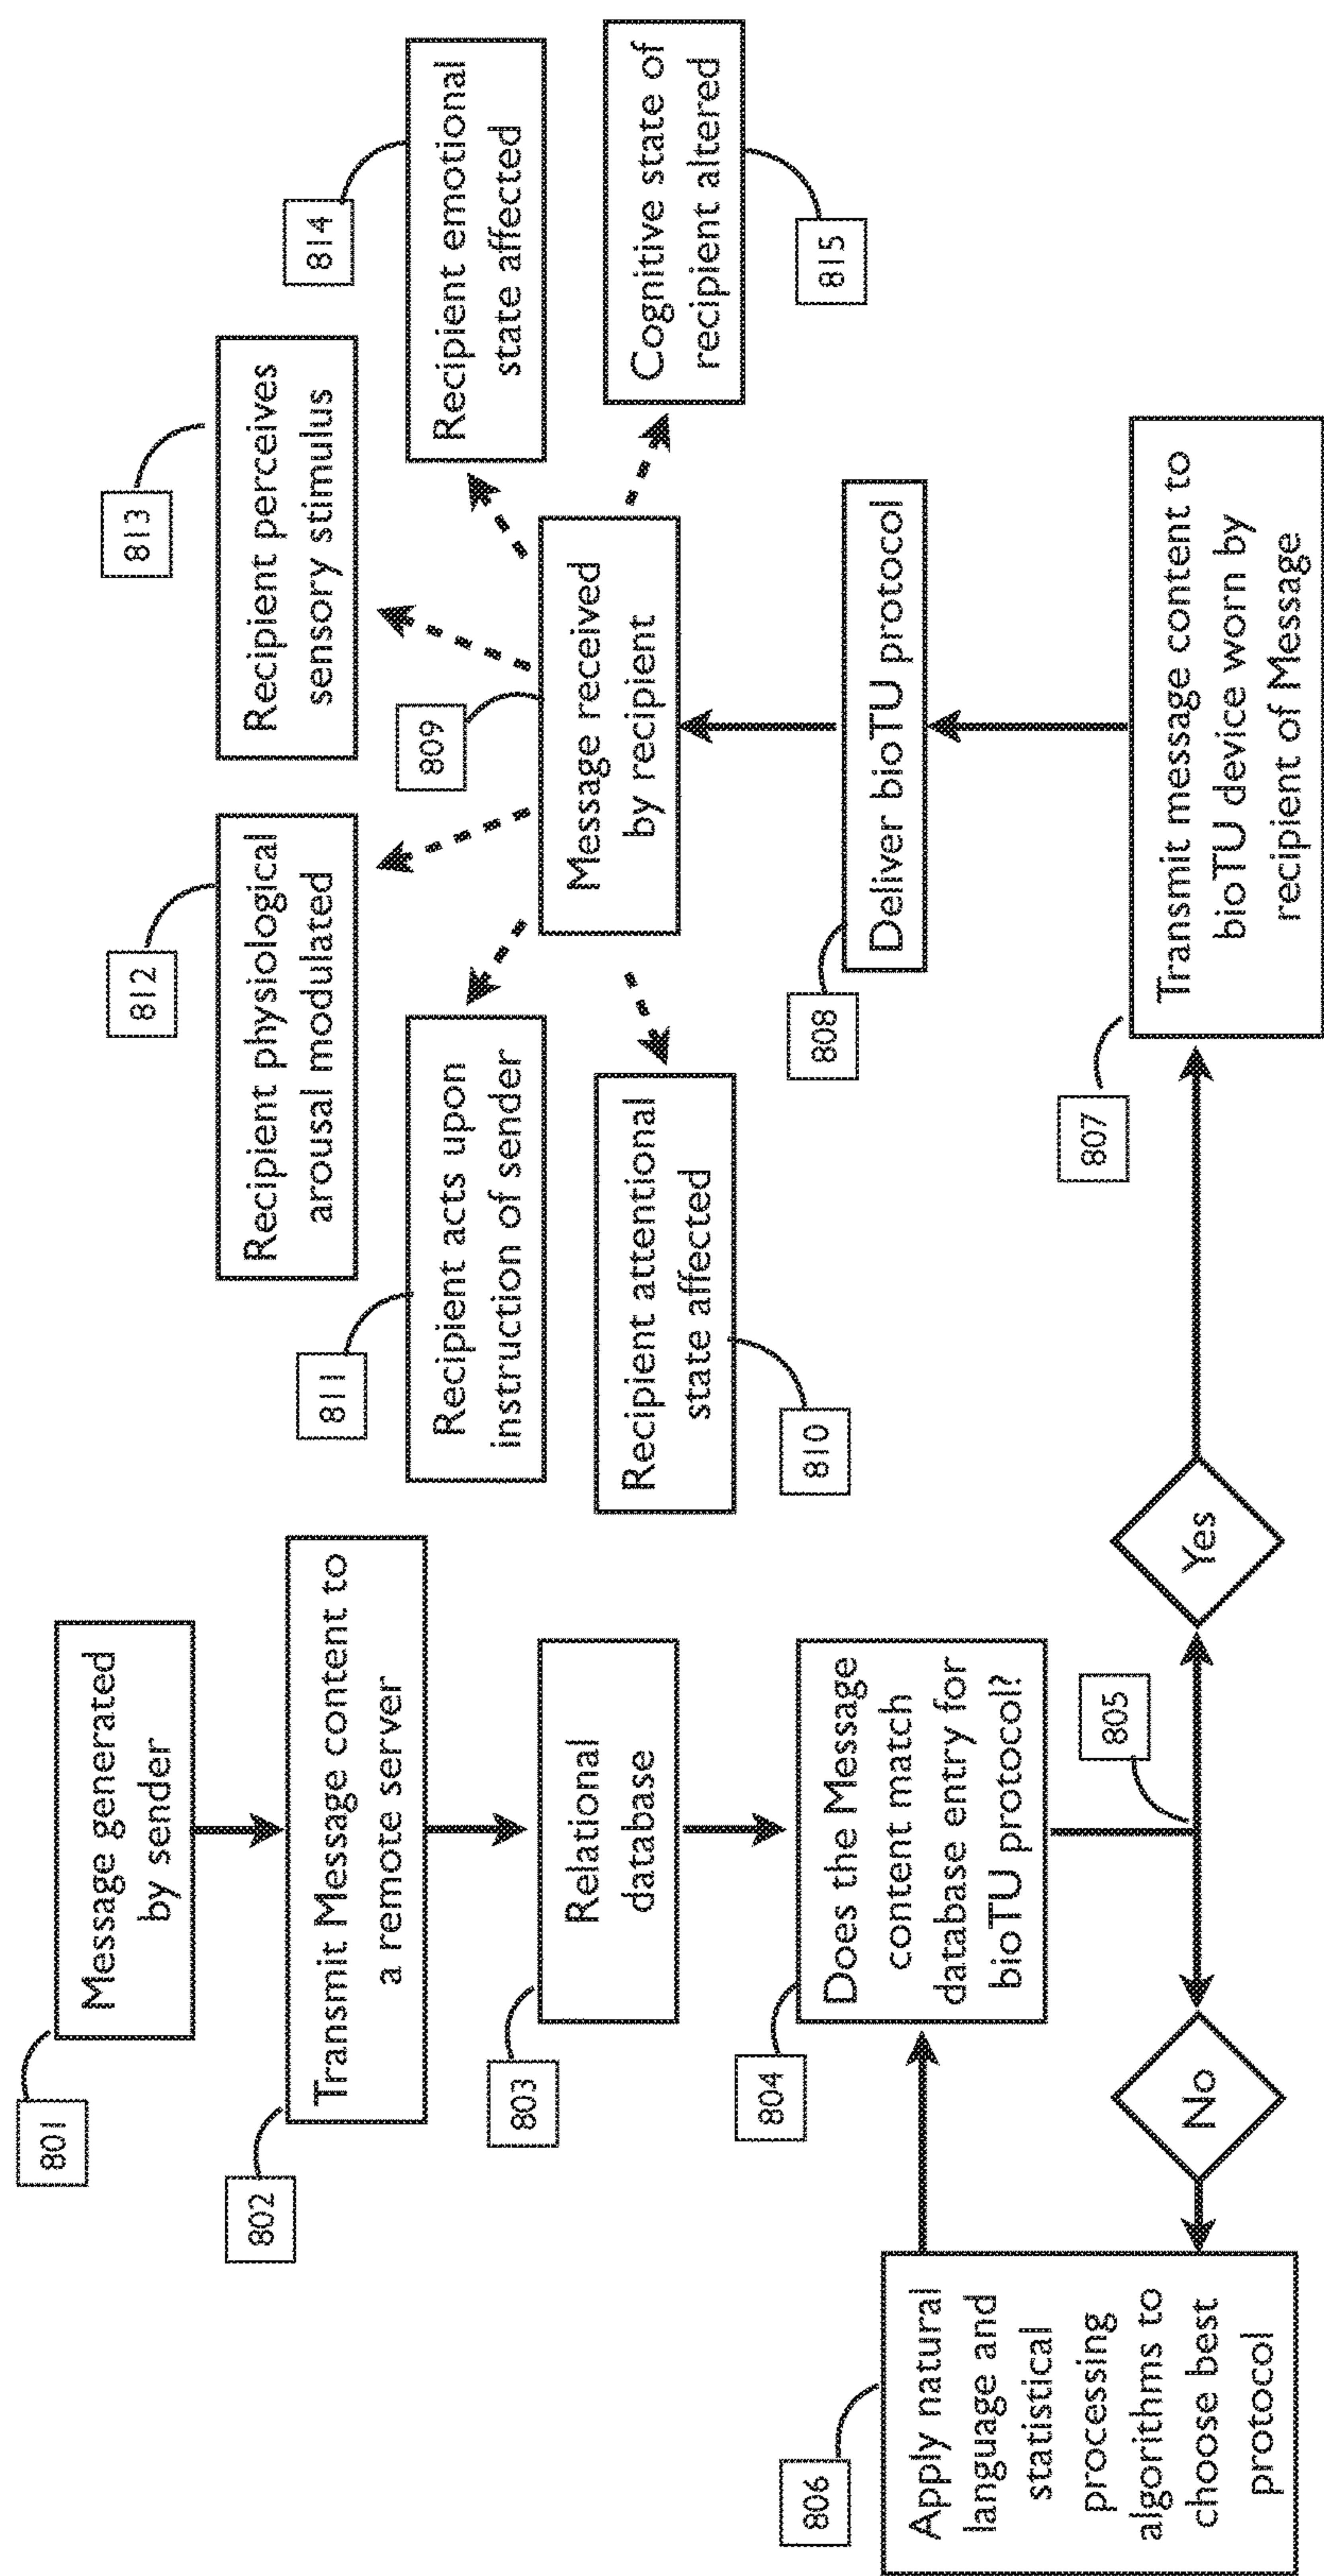 801
Message generated
by sender
802
Transmit Message content to
a remote server
803
Relational
database
804
Does the Message
content match
database entry for
bioTU protocol?
805
No
Yes
806
Apply natural
language and
statistical
processing
algorithms to
choose best
protocol
807
Transmit message content to
bioTU device worn by
recipient of Message
808
Deliver bioTU protocol
809
Message received
by recipient
810
Recipient attentional
state affected
811
Recipient acts upon
instruction of sender
812
Recipient physiological
arousal modulated
813
Recipient perceives
sensory stimulus
814
Recipient emotional
state affected
815
Cognitive state of
recipient altered